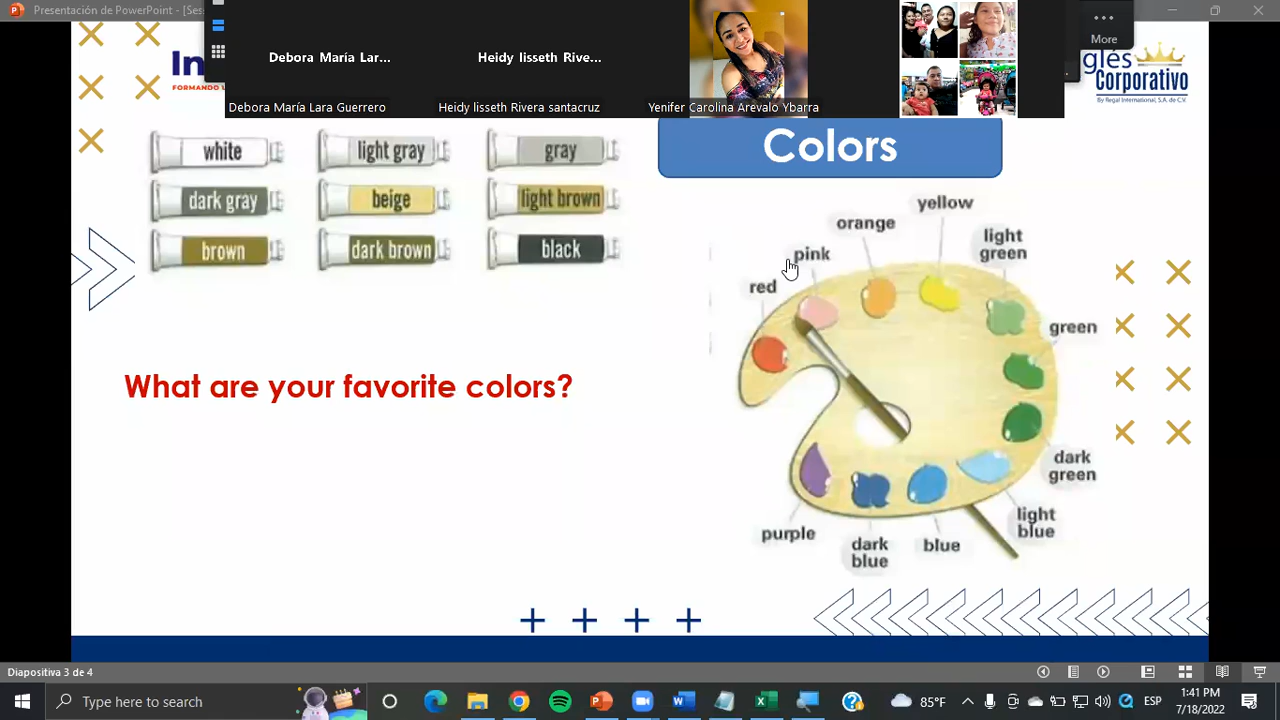 Presentación de PowerPoint - [Ses
Debora María Lar...
Heidy lisseth Rive...
More
Debora María Lara Guerrero
Heidy lisseth Rivera santacruz
Yenifer Carolina Arevalo Ybarra
In
FORMANDO L
glés
Corporativo
By Regal International, S.A. de C.V.
Colors
white
light gray
gray
dark gray
beige
light brown
brown
dark brown
black
yellow
orange
light
green
pink
red
green
dark
green
light
blue
blue
dark
blue
purple
What are your favorite colors?
Diapositiva 3 de 4
Type here to search
85°F
ESP
1:41 PM
7/18/2022